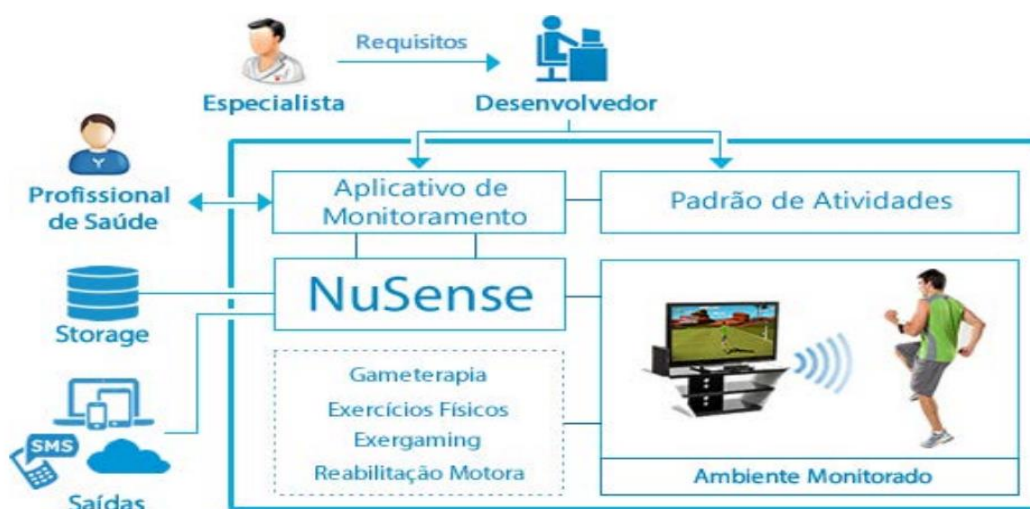 Requisitos
Especialista
Desenvolvedor
Profissional
de Saúde
Aplicativo de
Monitoramento
Padrão de Atividades
NuSense
Storage
Gameterapia
Exercícios Físicos
Exergaming
Reabilitação Motora
SMS
Saídas
Ambiente Monitorado